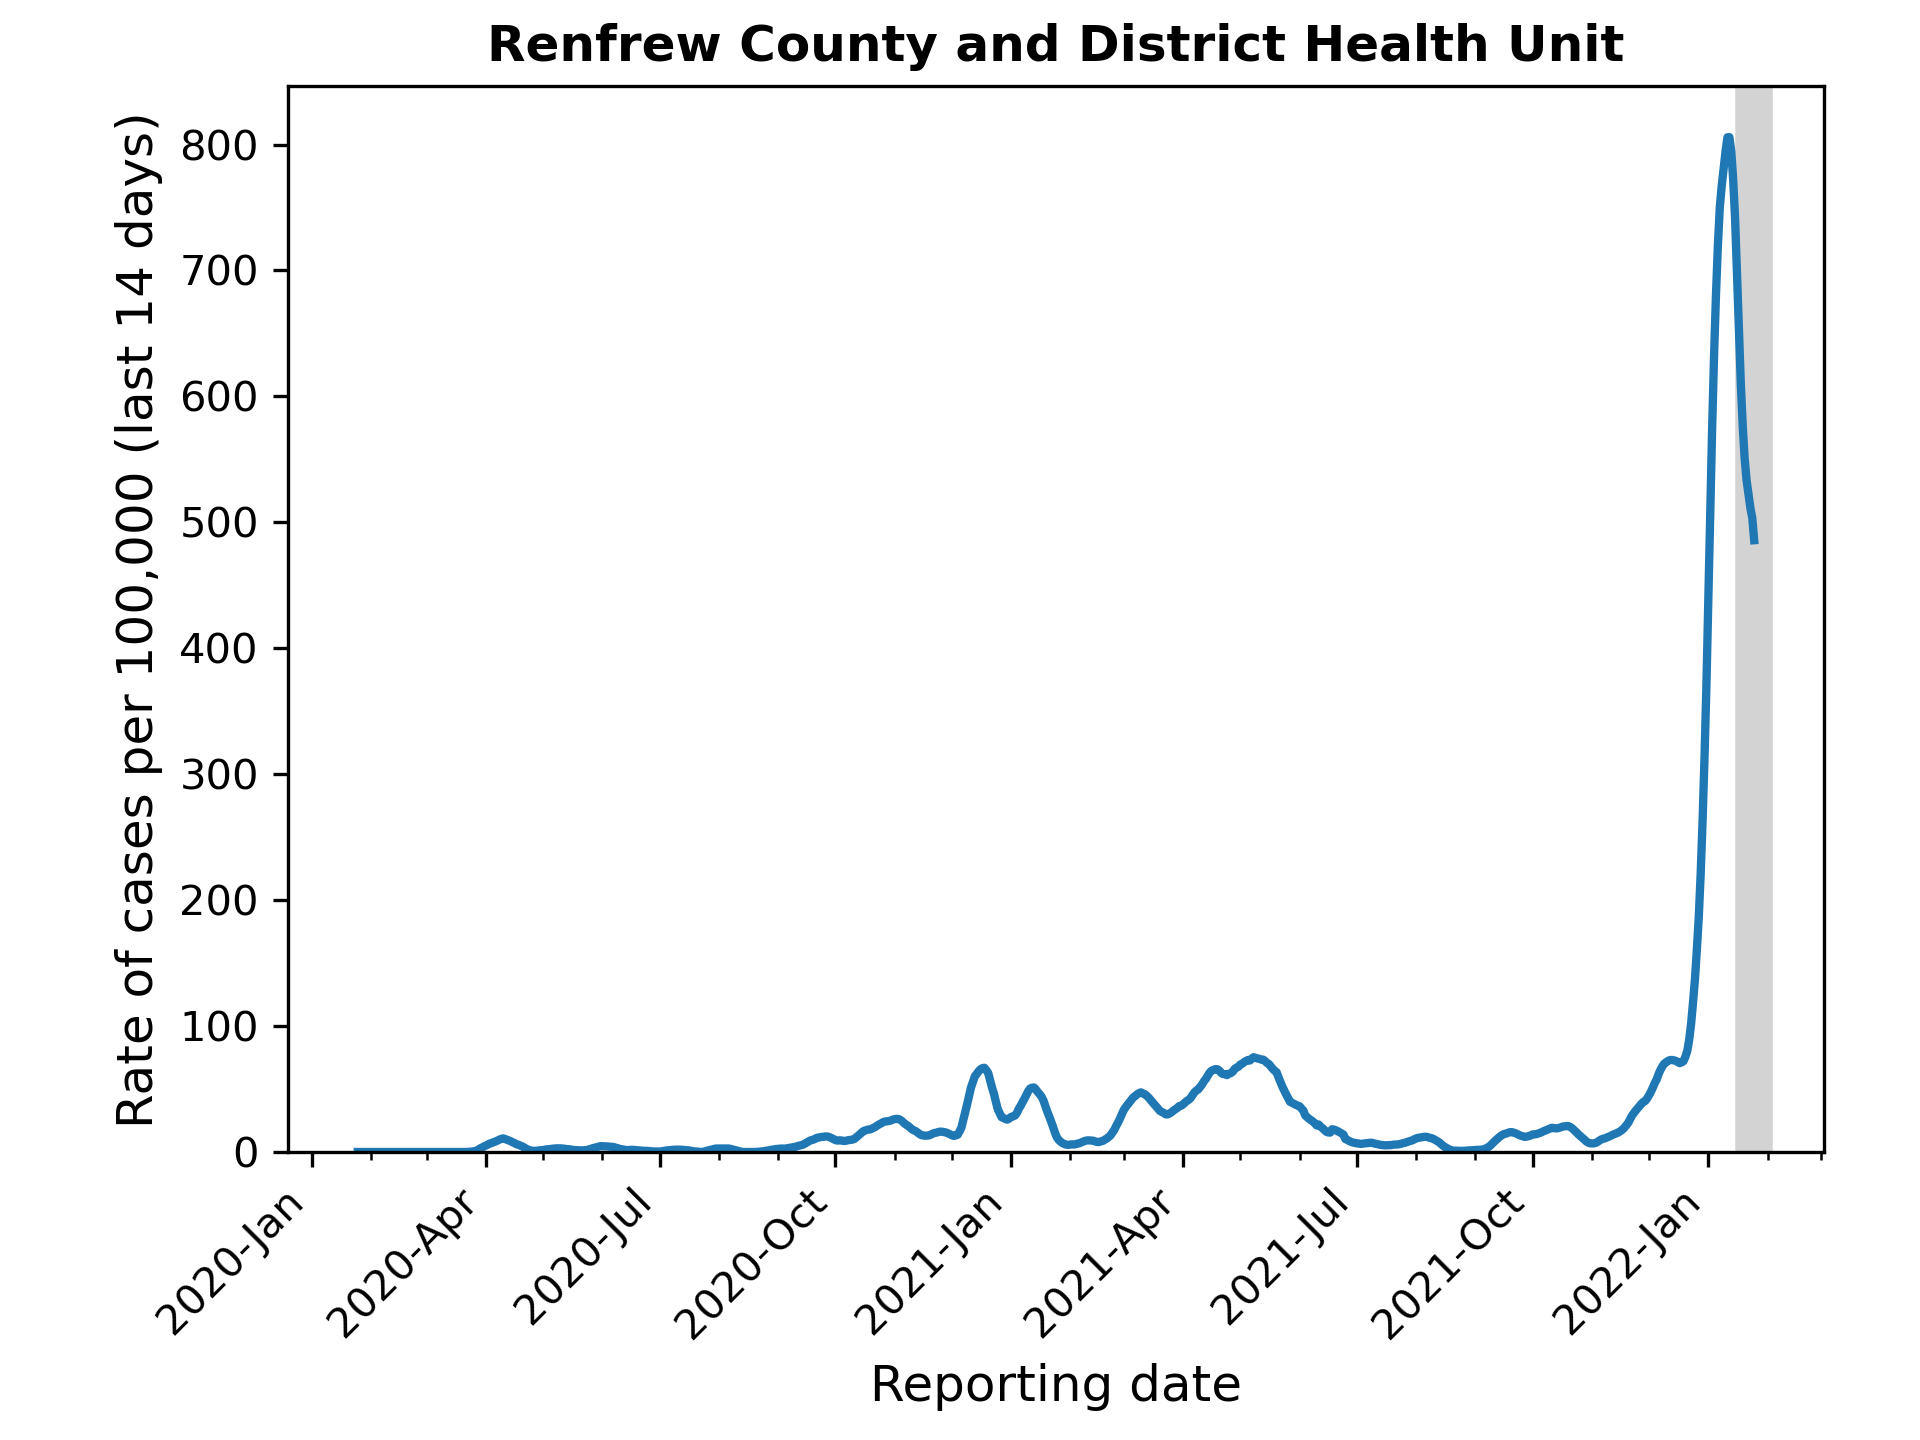 Renfrew County and District Health Unit
Rate of cases per 100,000 (last 14 days)
800
700
600
500
400
300
200
100
0
2020-Jan
2020-Apr
2020-Jul
2020-Oct
2021-Jan
2021-Apr
2021-Jul
2021-Oct
2022-Jan
Reporting date